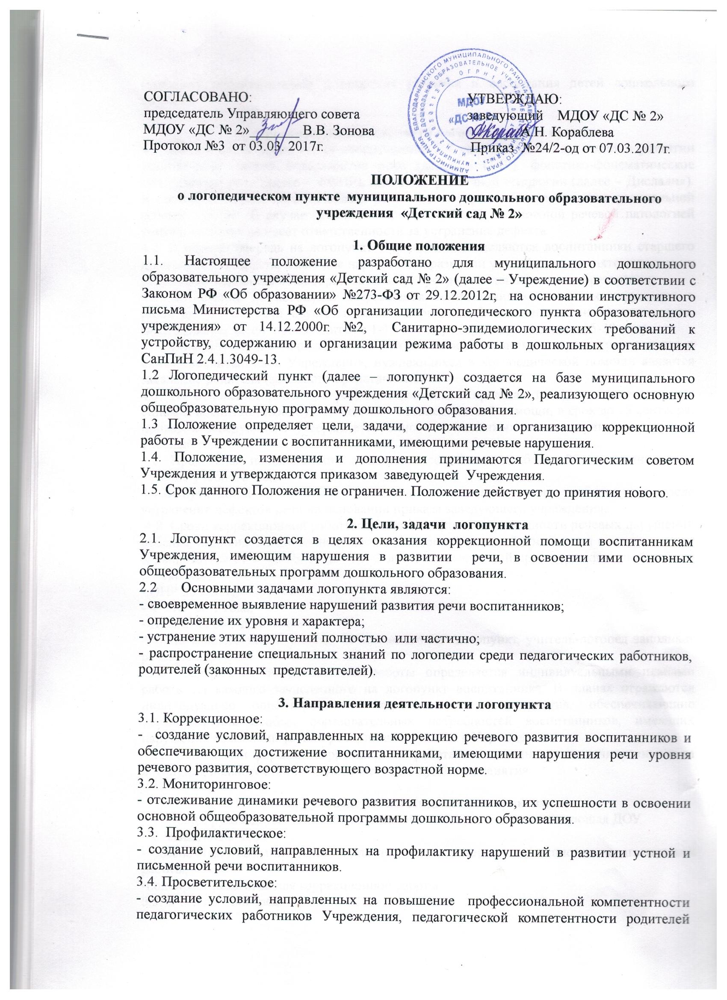 СОГЛАСОВАНО:
председатель Управляющего совета
МДОУ «ДС № 2»_______ В.В. Зонова
Протокол №3 от 03.03. 2017г.
УТВЕРЖДАЮ:
заведующий МДОУ «ДС № 2»
А.Н. Кораблева
Приказ №24/2-од от 07.03.2017г.
МДОУ
«ДС № 2»
ПОЛОЖЕНИЕ
о логопедическом пункте муниципального дошкольного образовательного
учреждения «Детский сад № 2»
1. Общие положения
1.1. Настоящее положение разработано для муниципального дошкольного
образовательного учреждения «Детский сад № 2» (далее – Учреждение) в соответствии с
Законом РФ «Об образовании» №273-ФЗ от 29.12.2012г, на основании инструктивного
письма Министерства РФ «Об организации логопедического пункта образовательного
учреждения» от 14.12.2000г. №2, Санитарно-эпидемиологических требований к
устройству, содержанию и организации режима работы в дошкольных организациях
СанПиН 2.4.1.3049-13.
1.2 Логопедический пункт (далее – логопункт) создается на базе муниципального
дошкольного образовательного учреждения «Детский сад № 2», реализующего основную
общеобразовательную программу дошкольного образования.
1.3 Положение определяет цели, задачи, содержание и организацию коррекционной
работы в Учреждении с воспитанниками, имеющими речевые нарушения.
1.4. Положение, изменения и дополнения принимаются Педагогическим советом
Учреждения и утверждаются приказом заведующей Учреждения.
1.5. Срок данного Положения не ограничен. Положение действует до принятия нового.
2. Цели, задачи логопункта
2.1. Логопункт создается в целях оказания коррекционной помощи воспитанникам
Учреждения, имеющим нарушения в развитии речи, в освоении ими основных
общеобразовательных программ дошкольного образования.
2.2 Основными задачами логопункта являются:
- своевременное выявление нарушений развития речи воспитанников;
- определение их уровня и характера;
- устранение этих нарушений полностью или частично;
- распространение специальных знаний по логопедии среди педагогических работников,
родителей (законных представителей).
3. Направления деятельности логопункта
3.1. Коррекционное:
- создание условий, направленных на коррекцию речевого развития воспитанников и
обеспечивающих достижение воспитанниками, имеющими нарушения речи уровня
речевого развития, соответствующего возрастной норме.
3.2. Мониторинговое:
- отслеживание динамики речевого развития воспитанников, их успешности в освоении
основной общеобразовательной программы дошкольного образования.
3.3. Профилактическое:
- создание условий, направленных на профилактику нарушений в развитии устной и
письменной речи воспитанников.
3.4. Просветительское:
- создание условий, направленных на повышение профессиональной компетентности
педагогических работников Учреждения, педагогической компетентности родителей